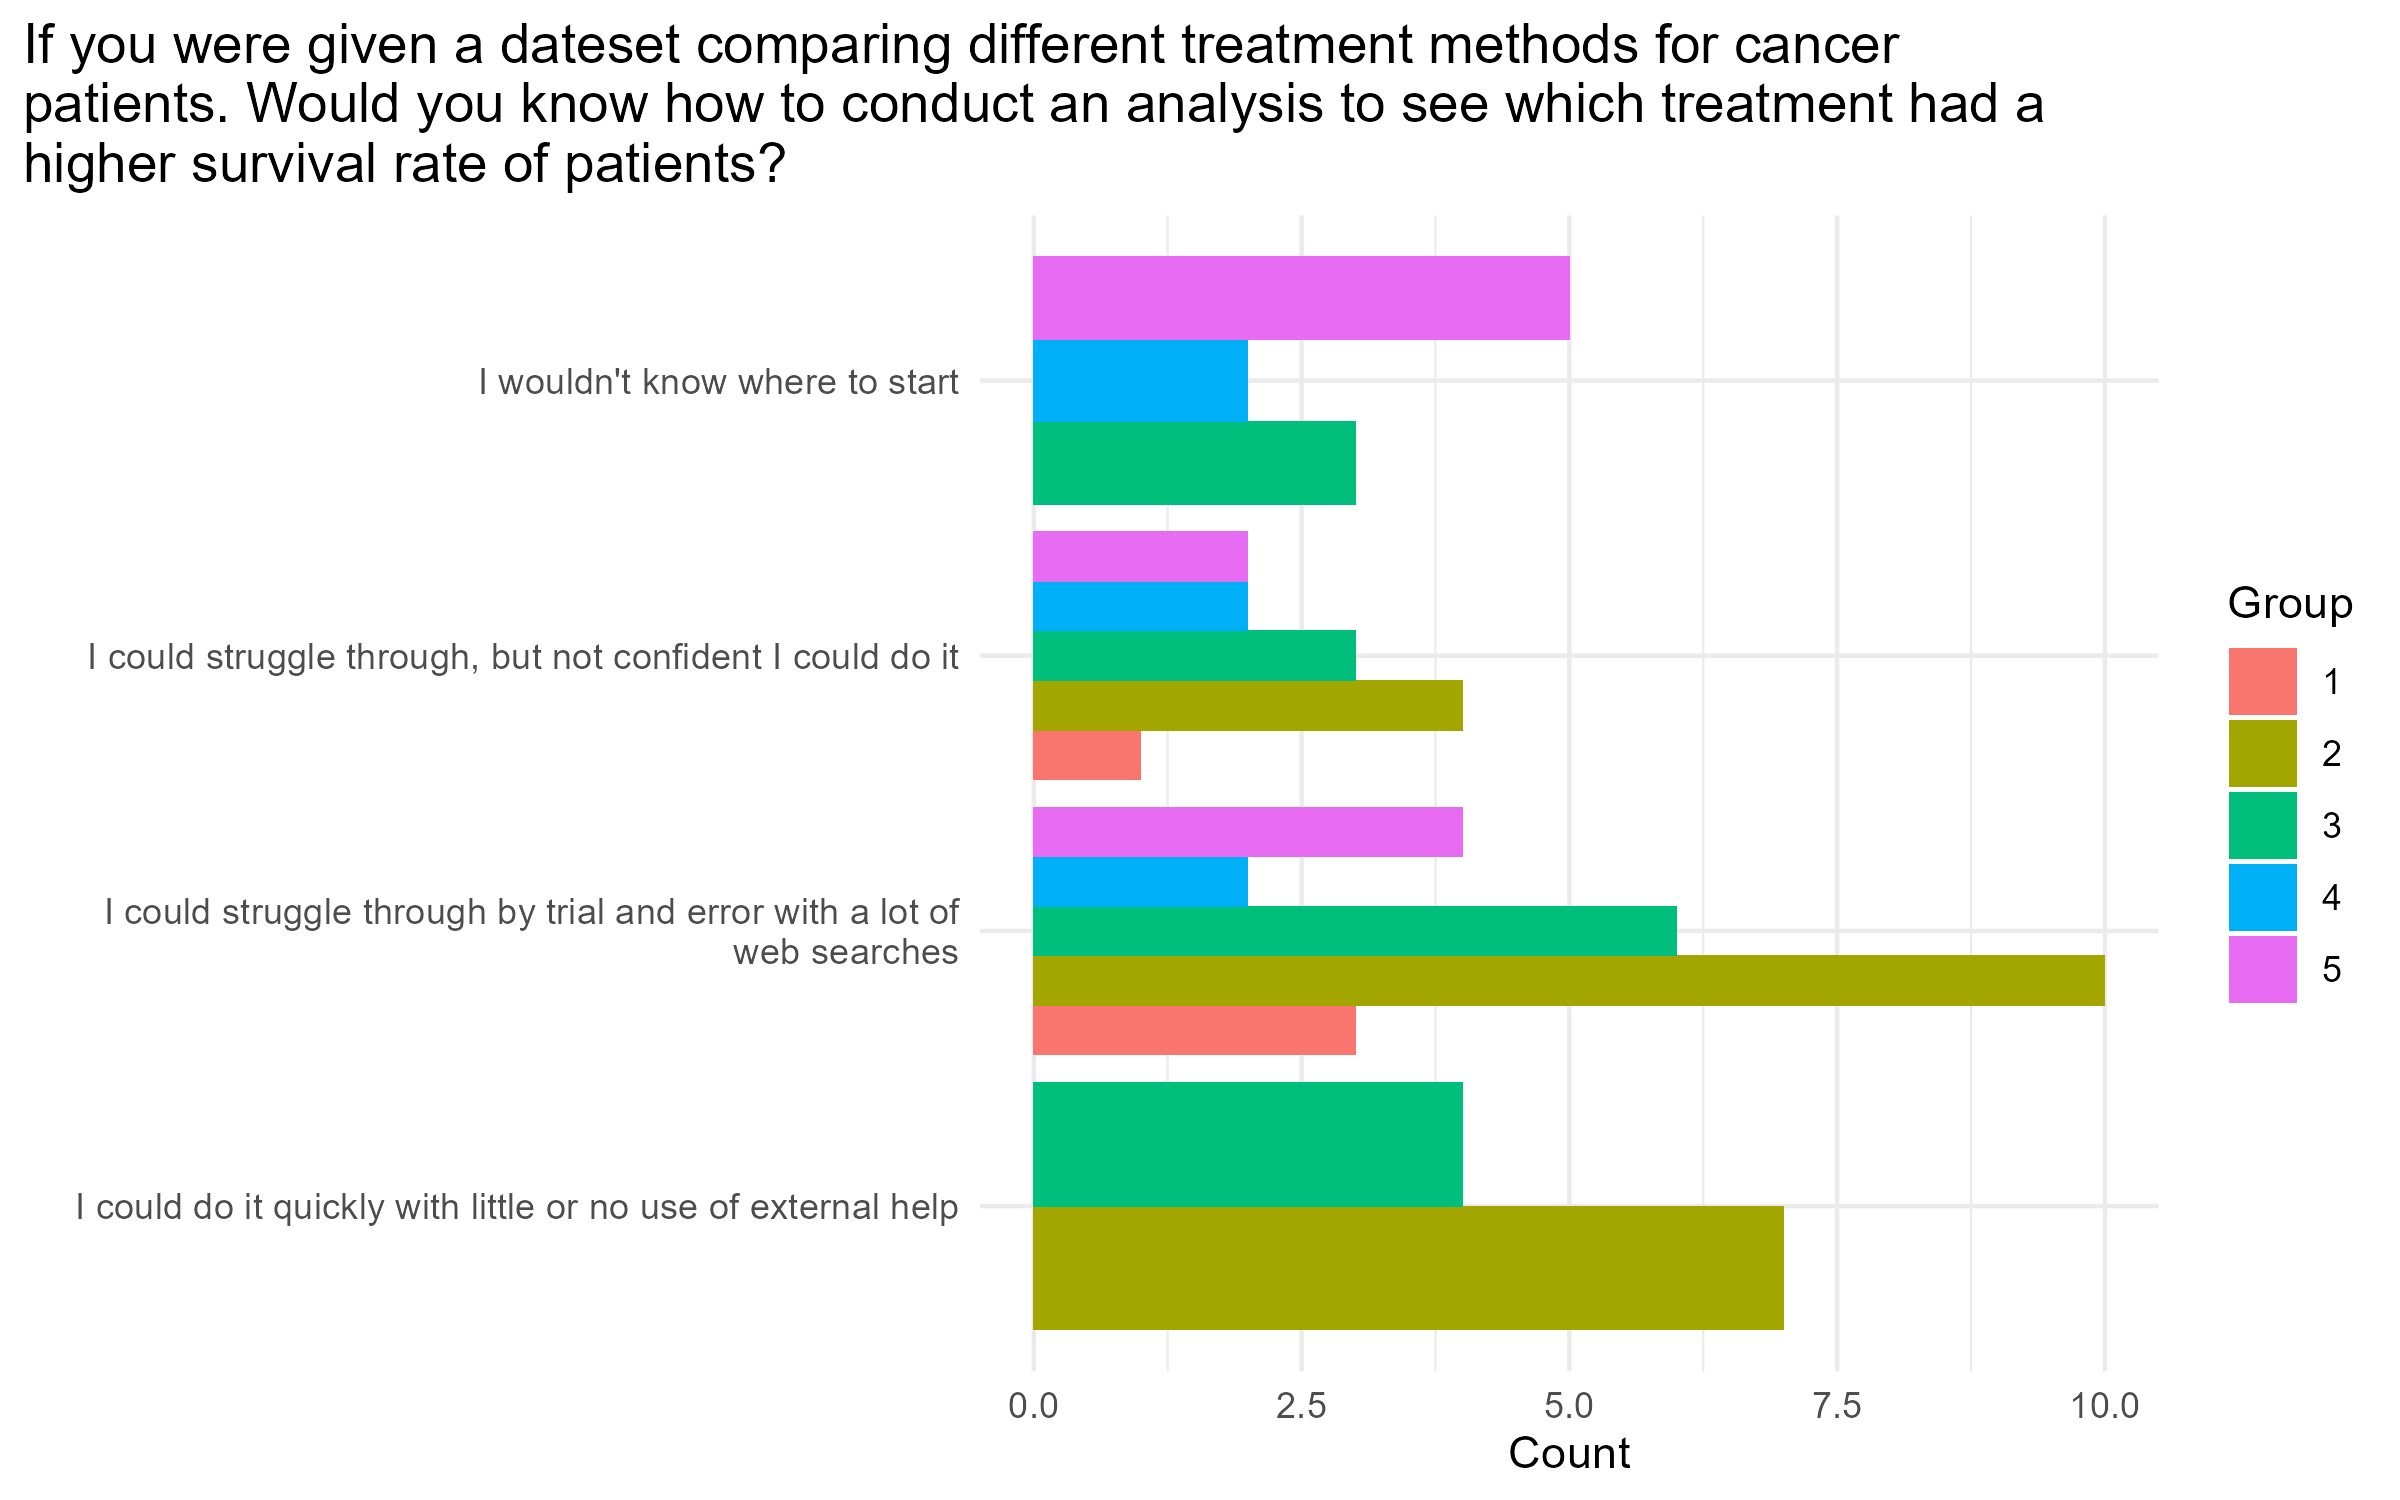 If you were given a dateset comparing different treatment methods for cancer
patients. Would you know how to conduct an analysis to see which treatment had a
higher survival rate of patients?
I wouldn't know where to start
I could struggle through, but not confident I could do it
I could struggle through by trial and error with a lot of
web searches
I could do it quickly with little or no use of external help
0.0 2.5 5.0 7.5 10.0
Count
Group
1
2
3
4
5